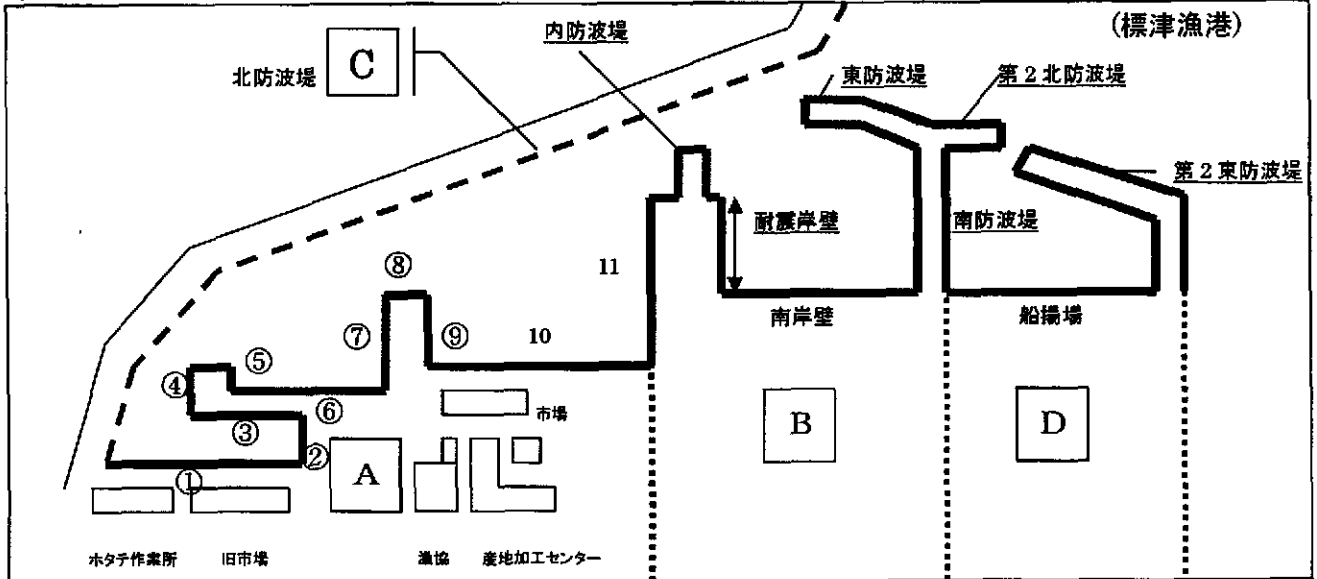 (標津漁港)
内防波堤
北防波堤
C
東防波堤
第2北防波堤
第2東防波堤
耐震岸壁
南防波堤
⑧
11
⑦
⑨
10
南岸壁
船揚場
⑤
④
⑥
③
②
①
市場
A
B
D
ホタテ作業所
旧市場
漁協
産地加工センター